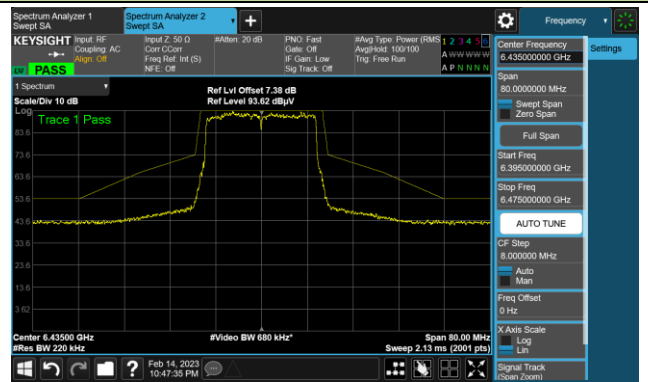 Spectrum Analyzer 1
Swept SA
Spectrum Analyzer 2
Swept SA
+
Frequency
KEYSIGHT
Input: RF
Coupling: AC
Align: Off
Input Z: 50 Ω
Corr CCorr
Freq Ref: Int (S)
NFE: Off
#Atten: 20 dB
PNO: Fast
Gate: Off
IF Gain: Low
Sig Track: Off
#Avg Type: Power (RMS
Avg|Hold: 100/100
Trig: Free Run
1 2 3 4 5 6
A W W W W W
A P N N N N
PASS
1 Spectrum
Scale/Div 10 dB
Ref Lvl Offset 7.38 dB
Ref Level 93.62 dBµV
Log
Trace 1 Pass
83.6
73.6
63.6
53.6
43.6
33.6
23.6
13.6
3.62
Center 6.43500 GHz
#Res BW 220 kHz
#Video BW 680 kHz*
Span 80.00 MHz
Sweep 2.13 ms (2001 pts)
Center Frequency
6.435000000 GHz
Settings
Span
80.0000000 MHz
Swept Span
Zero Span
Full Span
Start Freq
6.395000000 GHz
Stop Freq
6.475000000 GHz
AUTO TUNE
CF Step
8.000000 MHz
Auto
Man
Freq Offset
0 Hz
X Axis Scale
Log
Lin
Signal Track
(Span Zoom)
?
Feb 14, 2023
10:47:35 PM